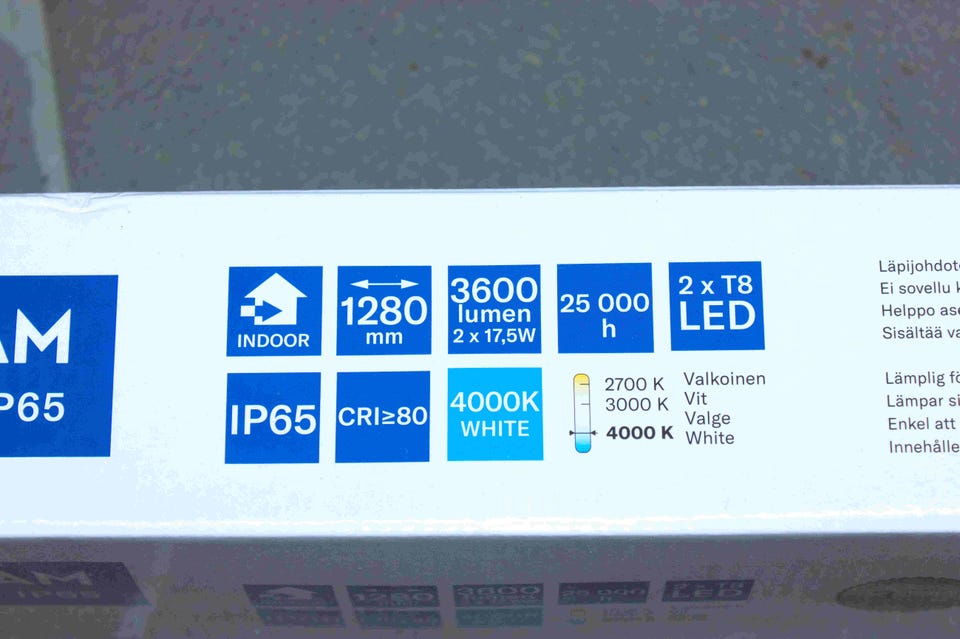 AM
P65
INDOOR
1280
mm
3600
lumen
2 x 17,5W
25 000
h
2 x T8
LED
IP65
CRI≥80
4000K
WHITE
2700 K
3000 K
4000 K
Valkoinen
Vit
Valge
White
Läpijohdot
Ei sovellu k
Helppo ase
Sisältää va
Lämplig fö
Lämpar si
Enkel att
Innehålle